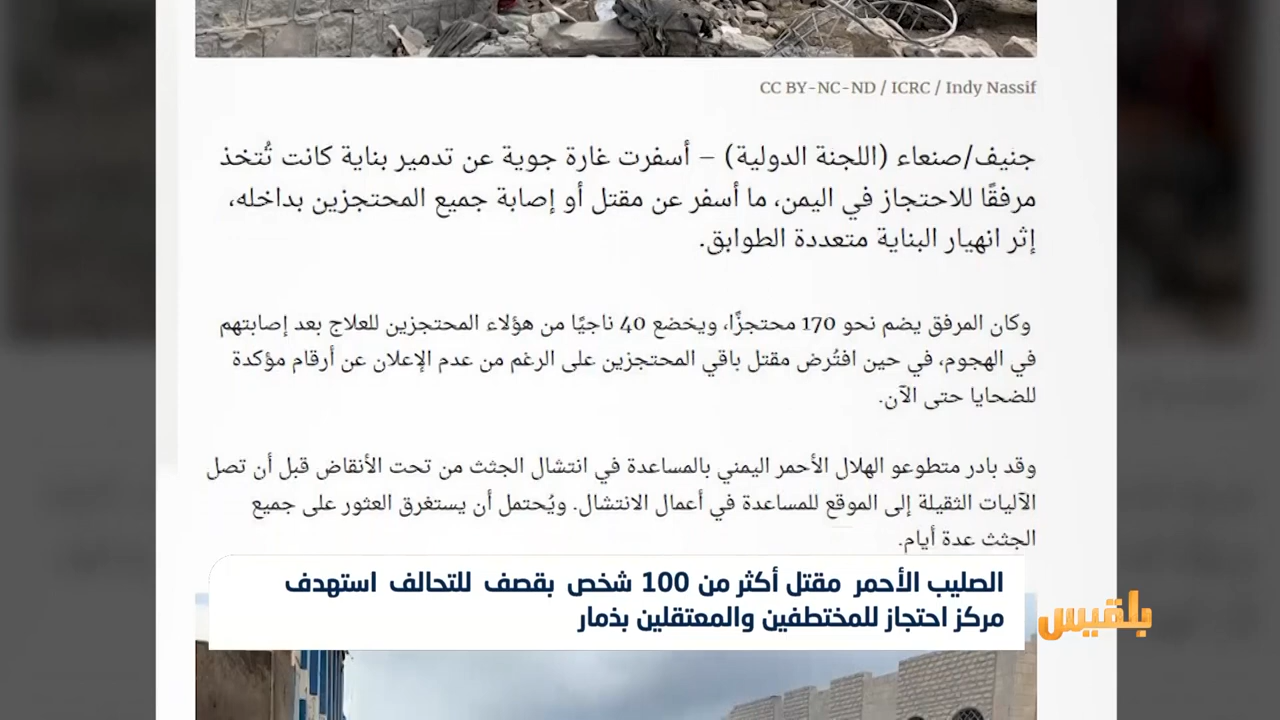 CC BY-NC-ND / ICRC / Indy Nassif
جنيف/صنعاء (اللجنة الدولية) – أسفرت غارة جوية عن تدمير بناية كانت تُتخذ
مرفقًا للاحتجاز في اليمن، ما أسفر عن مقتل أو إصابة جميع المحتجزين بداخله،
إثر انهيار البناية متعددة الطوابق.
وكان المرفق يضم نحو 170 محتجزًا، ويخضع 40 ناجيًا من هؤلاء المحتجزين للعلاج بعد إصابتهم
في الهجوم، في حين افتُرض مقتل باقي المحتجزين على الرغم من عدم الإعلان عن أرقام مؤكدة
للضحايا حتى الآن.
وقد بادر متطوعو الهلال الأحمر اليمني بالمساعدة في انتشال الجثث من تحت الأنقاض قبل أن تصل
الآليات الثقيلة إلى الموقع للمساعدة في أعمال الانتشال. ويُحتمل أن يستغرق العثور على جميع
الجثث عدة أيام.
الصليب الأحمر مقتل أكثر من 100 شخص بقصف للتحالف استهدف
مركز احتجاز للمختطفين والمعتقلين بذمار
بلقيس